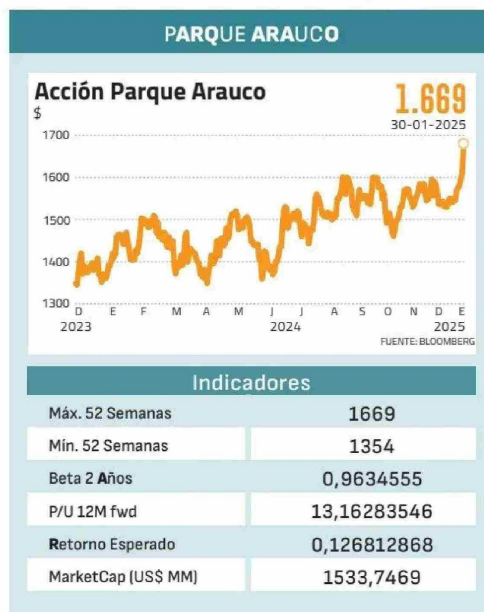 PARQUE ARAUCO
Acción Parque Arauco
$
1.669
30-01-2025
1700
1600
1500
1400
1300
D E F M A M J J A S O N D E
2023 2024 2025
FUENTE: BLOOMBERG
Indicadores
Máx. 52 Semanas 1669
Mín. 52 Semanas 1354
Beta 2 Años 0,9634555
P/U 12M fwd 13,16283546
Retorno Esperado 0,126812868
MarketCap (US$ MM) 1533,7469